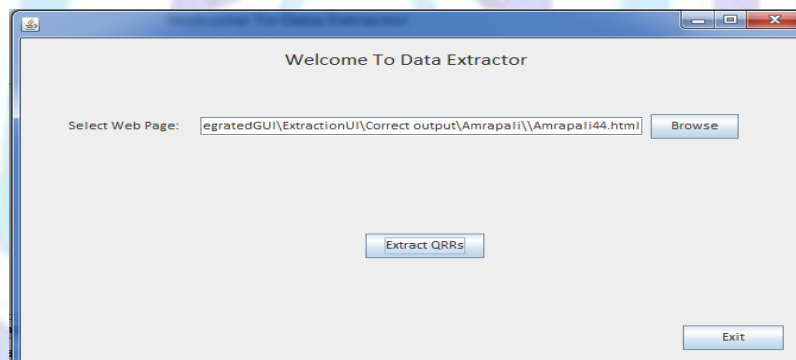 Welcome To Data Extractor
Select Web Page: egratedGUI\ExtractionUI\Correct output\Amrapali\\Amrapali44.html Browse
Extract QRRs
Exit